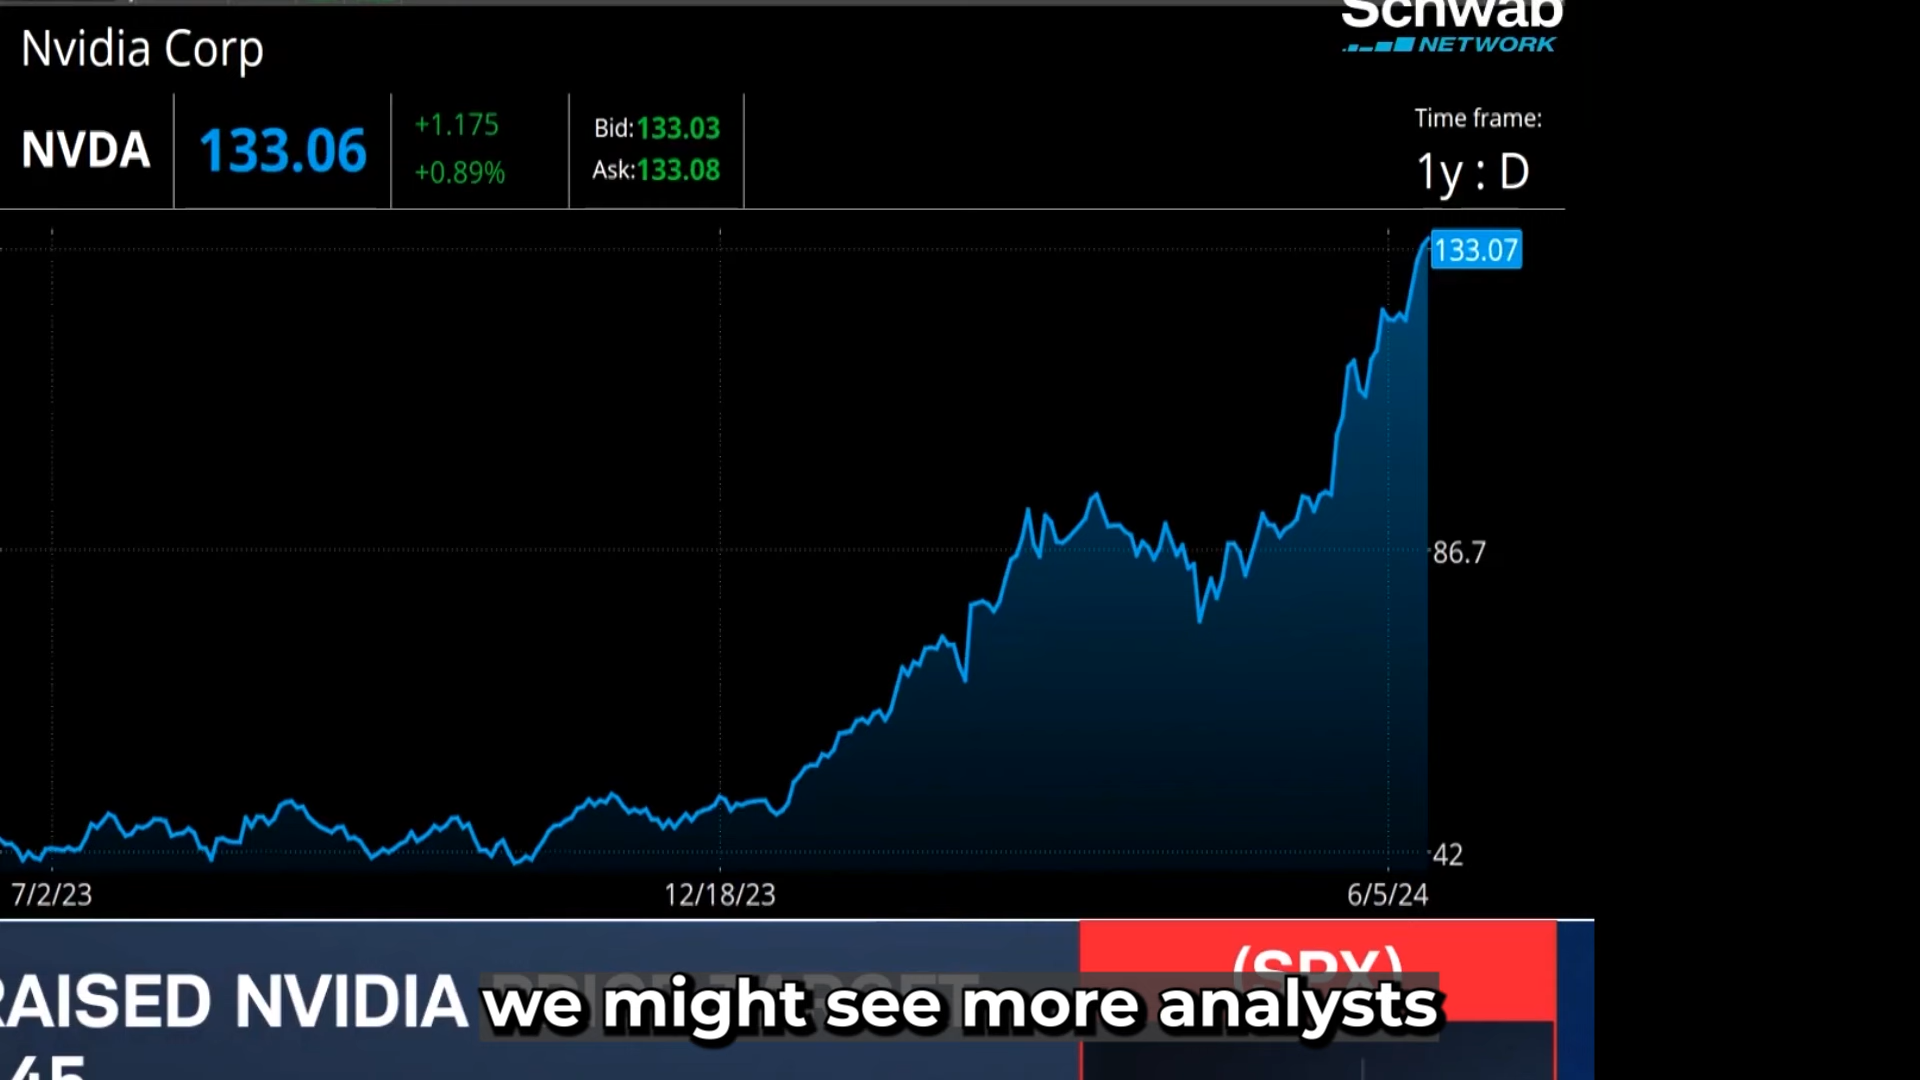 Schwab
NETWORK
Nvidia Corp
NVDA
133.06
+1.175
+0.89%
Bid:133.03
Ask:133.08
Time frame:
1y : D
133.07
86.7
42
7/2/23
12/18/23
6/5/24
RAISED NVIDIA
(SPX)
we might see more analysts
45